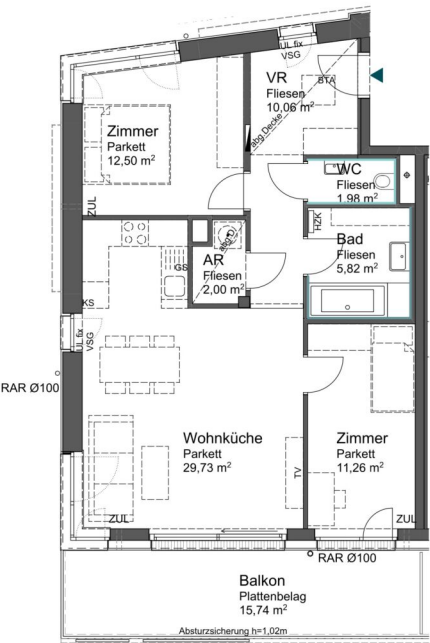 UL fix
VSG
VR
Fliesen
10,06 m²
BTA
Zimmer
Parkett
12,50 m²
abg.Decke
WC
Fliesen
1,98 m²
ZUL
HZK
abg.D
Bad
Fliesen
5,82 m²
AR
Fliesen
2,00 m²
GS
KS
UL fix
VSG
RAR Ø100
Wohnküche
Parkett
29,73 m²
Zimmer
Parkett
11,26 m²
TV
ZUL
ZUL
RAR Ø100
Balkon
Plattenbelag
15,74 m²
Absturzsicherung h=1,02m